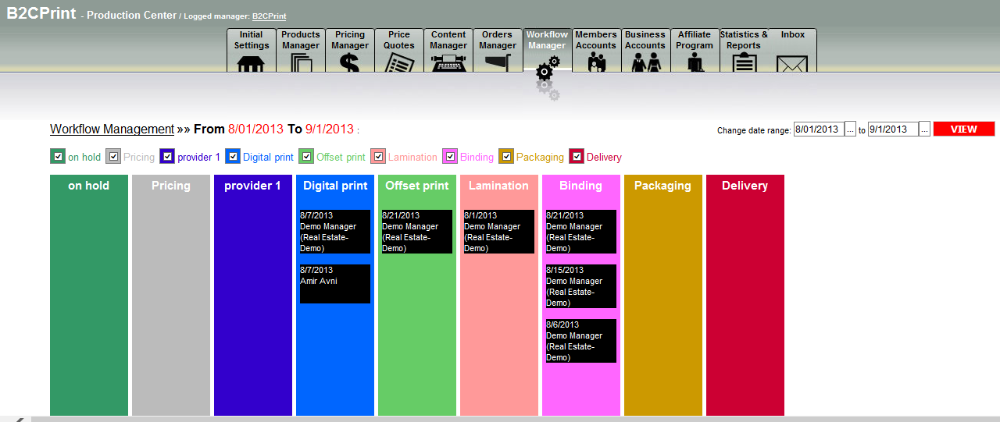 B2CPrint - Production Center / Logged manager: B2CPrint
Initial Settings
Products Manager
Pricing Manager
Price Quotes
Content Manager
Orders Manager
Workflow Manager
Members Accounts
Business Accounts
Affiliate Program
Statistics & Reports
Inbox
Workflow Management »» From 8/01/2013 To 9/1/2013 :
Change date range: 8/01/2013 ... to 9/1/2013 ... VIEW
on hold Pricing provider 1 Digital print Offset print Lamination Binding Packaging Delivery
on hold
Pricing
provider 1
Digital print
8/7/2013
Demo Manager
(Real Estate-
Demo)
8/7/2013
Amir Avni
Offset print
8/21/2013
Demo Manager
(Real Estate-
Demo)
Lamination
8/1/2013
Demo Manager
(Real Estate-
Demo)
Binding
8/21/2013
Demo Manager
(Real Estate-
Demo)
8/15/2013
Demo Manager
(Real Estate-
Demo)
8/6/2013
Demo Manager
(Real Estate-
Demo)
Packaging
Delivery